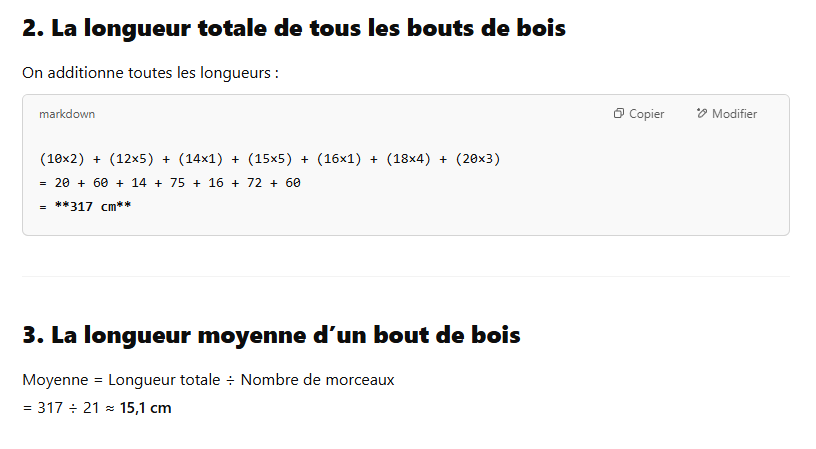 2. La longueur totale de tous les bouts de bois
On additionne toutes les longueurs :
markdown
Copier
Modifier
(10×2) + (12×5) + (14×1) + (15×5) + (16×1) + (18×4) + (20×3)
= 20 + 60 + 14 + 75 + 16 + 72 + 60
= **317 cm**
3. La longueur moyenne d’un bout de bois
Moyenne = Longueur totale ÷ Nombre de morceaux
= 317 ÷ 21 ≈ 15,1 cm